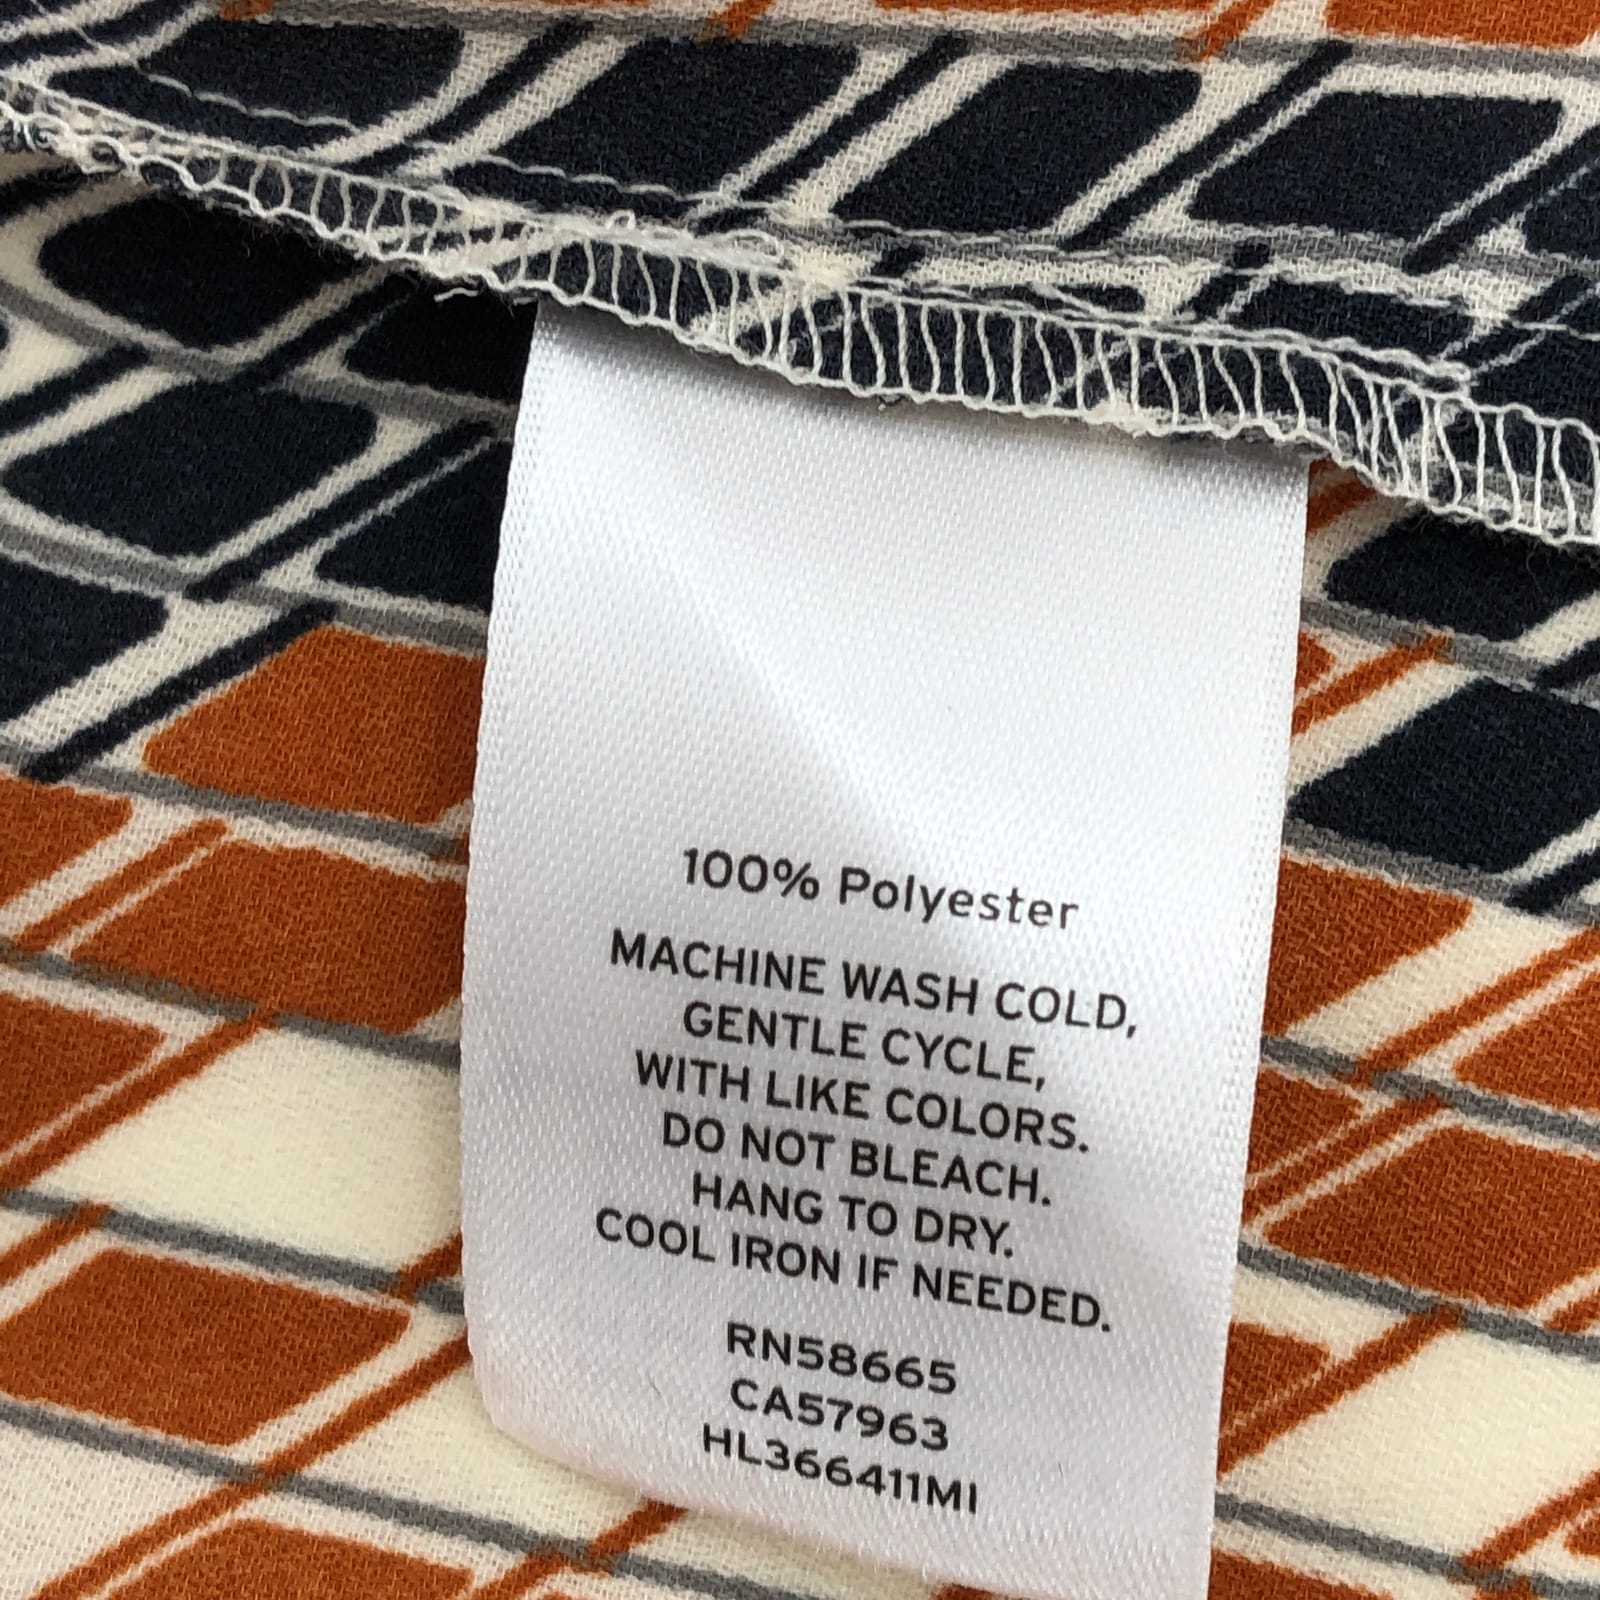 100% Polyester
MACHINE WASH COLD,
GENTLE CYCLE,
WITH LIKE COLORS.
DO NOT BLEACH.
HANG TO DRY.
COOL IRON IF NEEDED.
RN58665
CA57963
HL366411MI